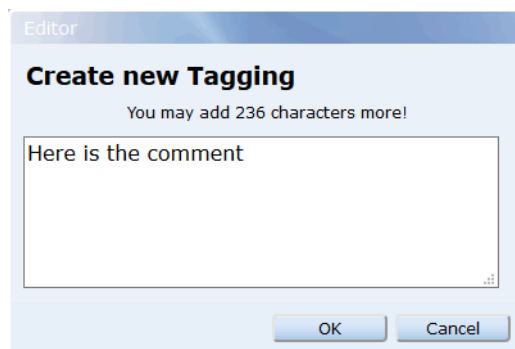 Editor
Create new Tagging
You may add 236 characters more!
Here is the comment
OK Cancel